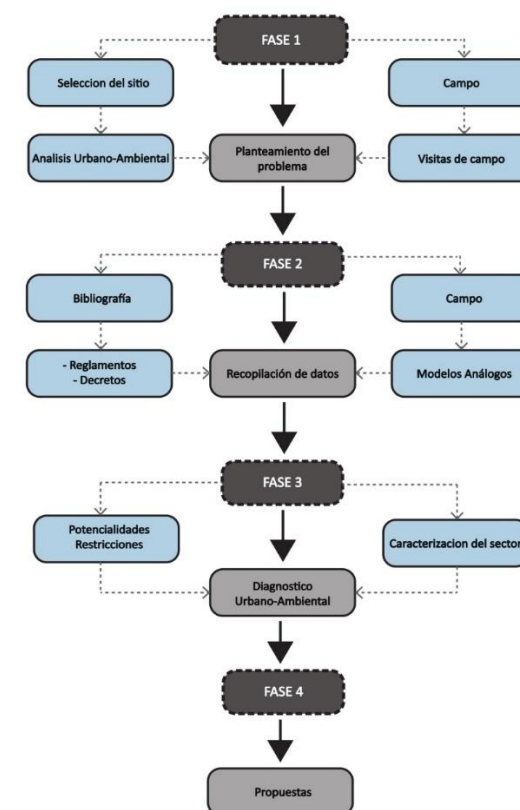 FASE 1
Seleccion del sitio
Campo
Analisis Urbano-Ambiental
Planteamiento del
problema
Visitas de campo
FASE 2
Bibliografía
Campo
- Reglamentos
- Decretos
Recopilación de datos
Modelos Análogos
FASE 3
Potencialidades
Restricciones
Caracterizacion del sector
Diagnostico
Urbano-Ambiental
FASE 4
Propuestas